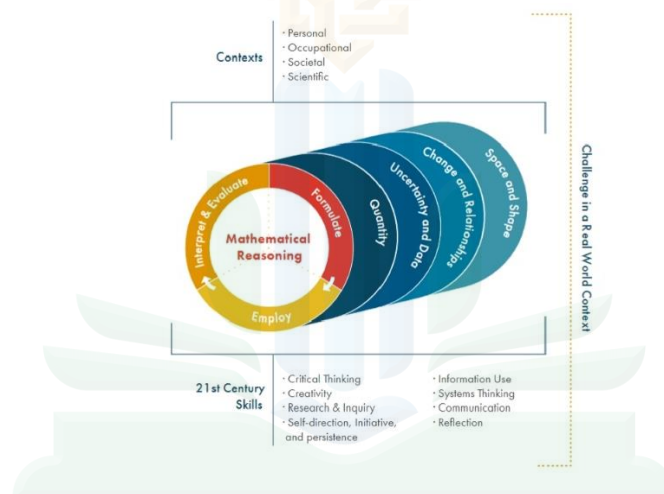 Contexts
· Personal
· Occupational
· Societal
· Scientific
Interpret & Evaluate
Formulate
Employ
Mathematical
Reasoning
Quantity
Uncertainty and Data
Change and Relationships
Space and Shape
Challenge in a Real World Context
21st Century
Skills
· Critical Thinking
· Creativity
· Research & Inquiry
· Self-direction, Initiative,
and persistence
· Information Use
· Systems Thinking
· Communication
· Reflection